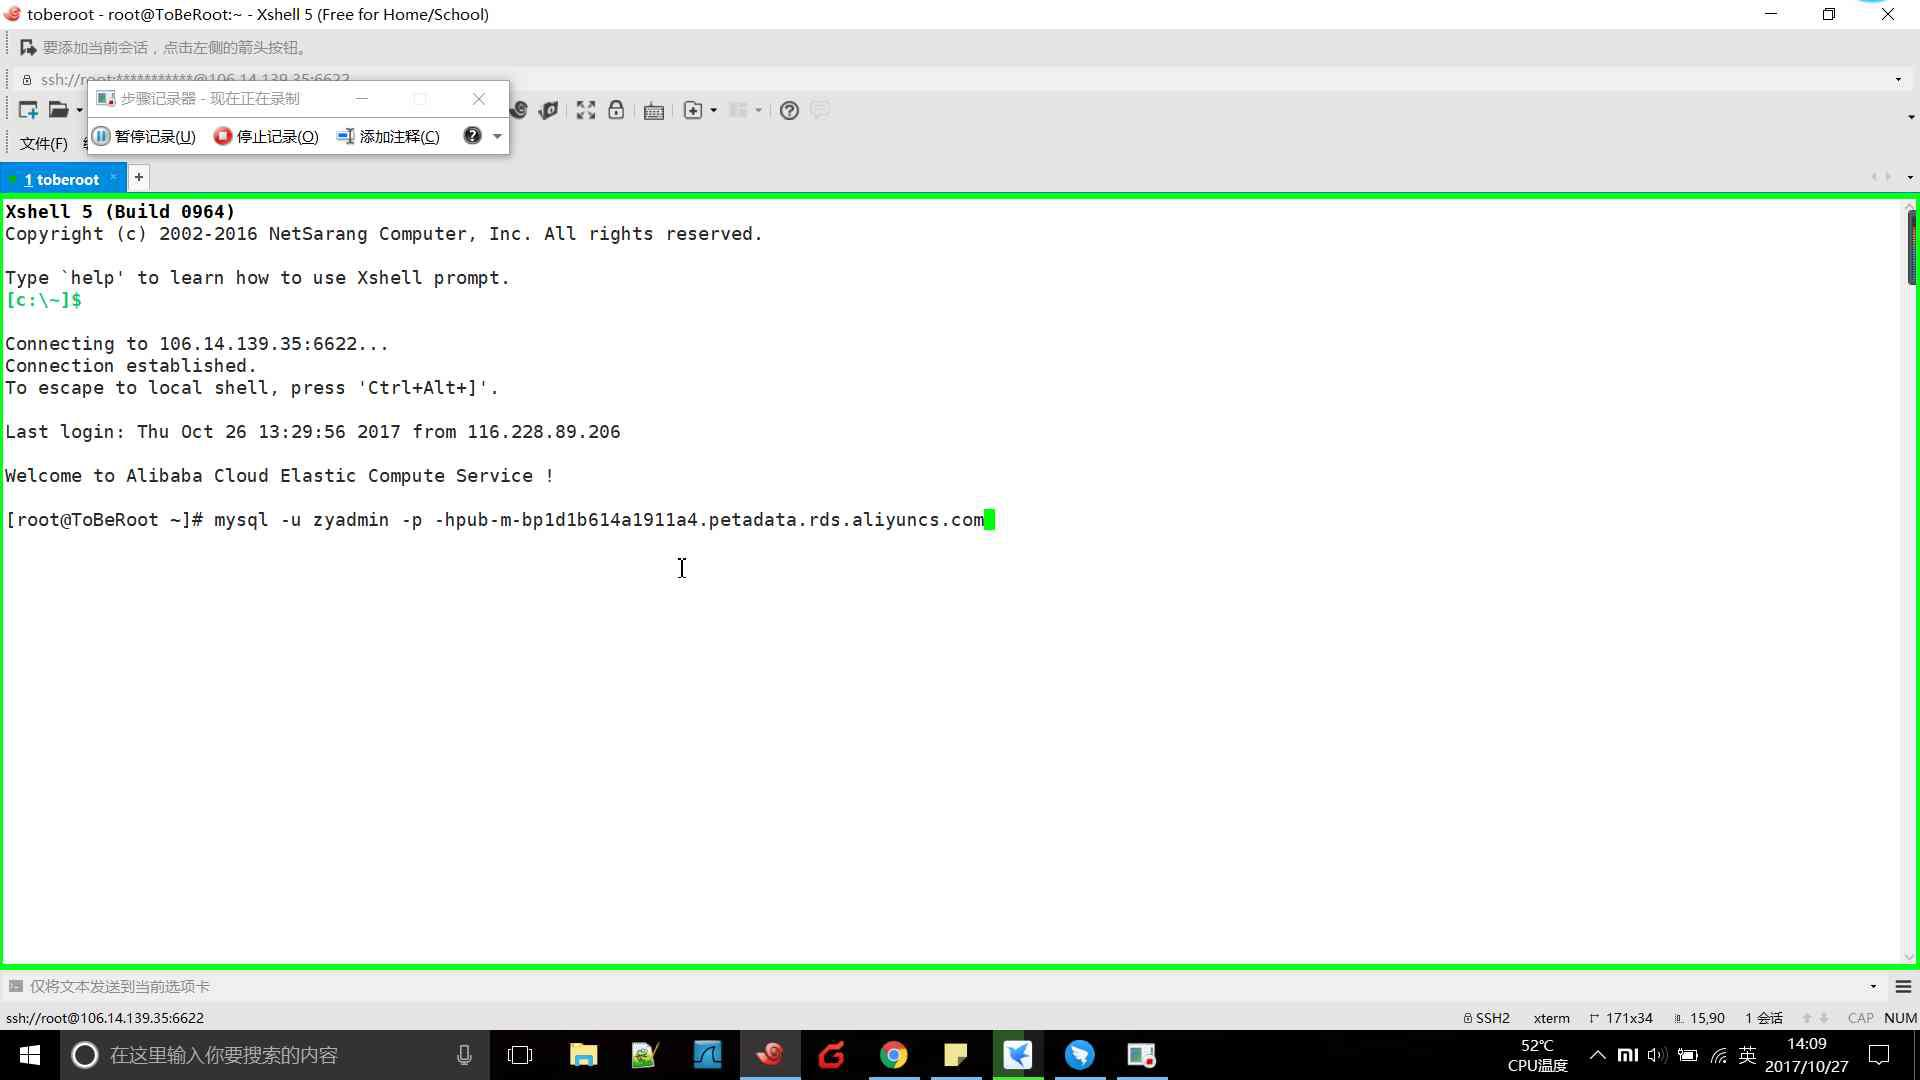 toberoot - root@ToBeRoot:~ - Xshell 5 (Free for Home/School)
要添加当前会话，点击左侧的箭头按钮。
ssh://root:***********@106.14.139.35:6622
步骤记录器 - 现在正在录制
暂停记录(U)
停止记录(O)
添加注释(C)
文件(F)
1 toberoot
Xshell 5 (Build 0964)
Copyright (c) 2002-2016 NetSarang Computer, Inc. All rights reserved.
Type `help' to learn how to use Xshell prompt.
[c:\~]$
Connecting to 106.14.139.35:6622...
Connection established.
To escape to local shell, press 'Ctrl+Alt+]'.
Last login: Thu Oct 26 13:29:56 2017 from 116.228.89.206
Welcome to Alibaba Cloud Elastic Compute Service !
[root@ToBeRoot ~]# mysql -u zyadmin -p -hpub-m-bp1d1b614a1911a4.petadata.rds.aliyuncs.com
仅将文本发送到当前选项卡
ssh://root@106.14.139.35:6622
SSH2
xterm
171x34
15,90
1 会话
CAP
NUM
在这里输入你要搜索的内容
52℃
CPU温度
英
14:09
2017/10/27